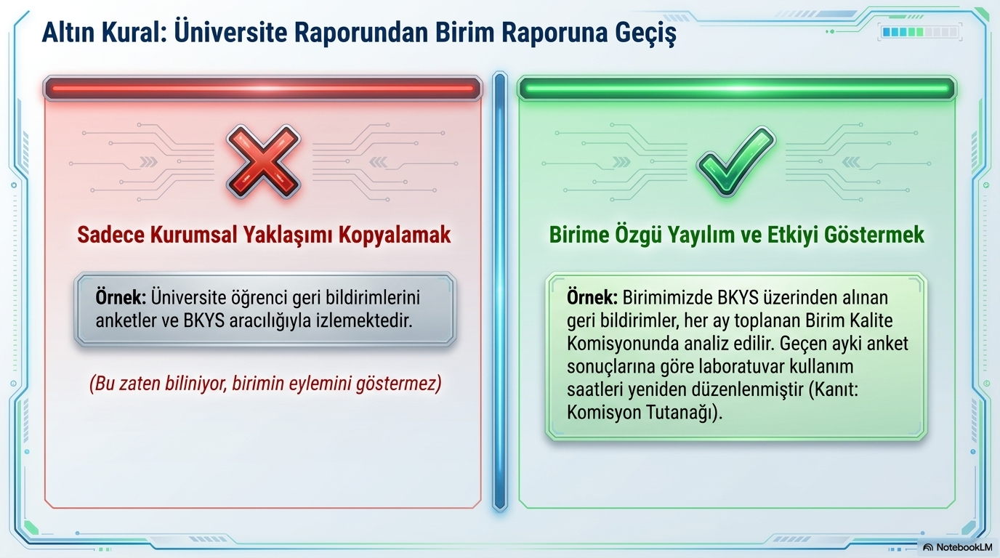 Altın Kural: Üniversite Raporundan Birim Raporuna Geçiş
Sadece Kurumsal Yaklaşımı Kopyalamak
Örnek: Üniversite öğrenci geri bildirimlerini
anketler ve BKYS aracılığıyla izlemektedir.
(Bu zaten biliniyor, birimin eylemini göstermez)
Birime Özgü Yayılım ve Etkiyi Göstermek
Örnek: Birimimizde BKYS üzerinden alınan
geri bildirimler, her ay toplanan Birim Kalite
Komisyonunda analiz edilir. Geçen ayki anket
sonuçlarına göre laboratuvar kullanım
saatleri yeniden düzenlenmiştir (Kanıt:
Komisyon Tutanağı).
NotebookLM